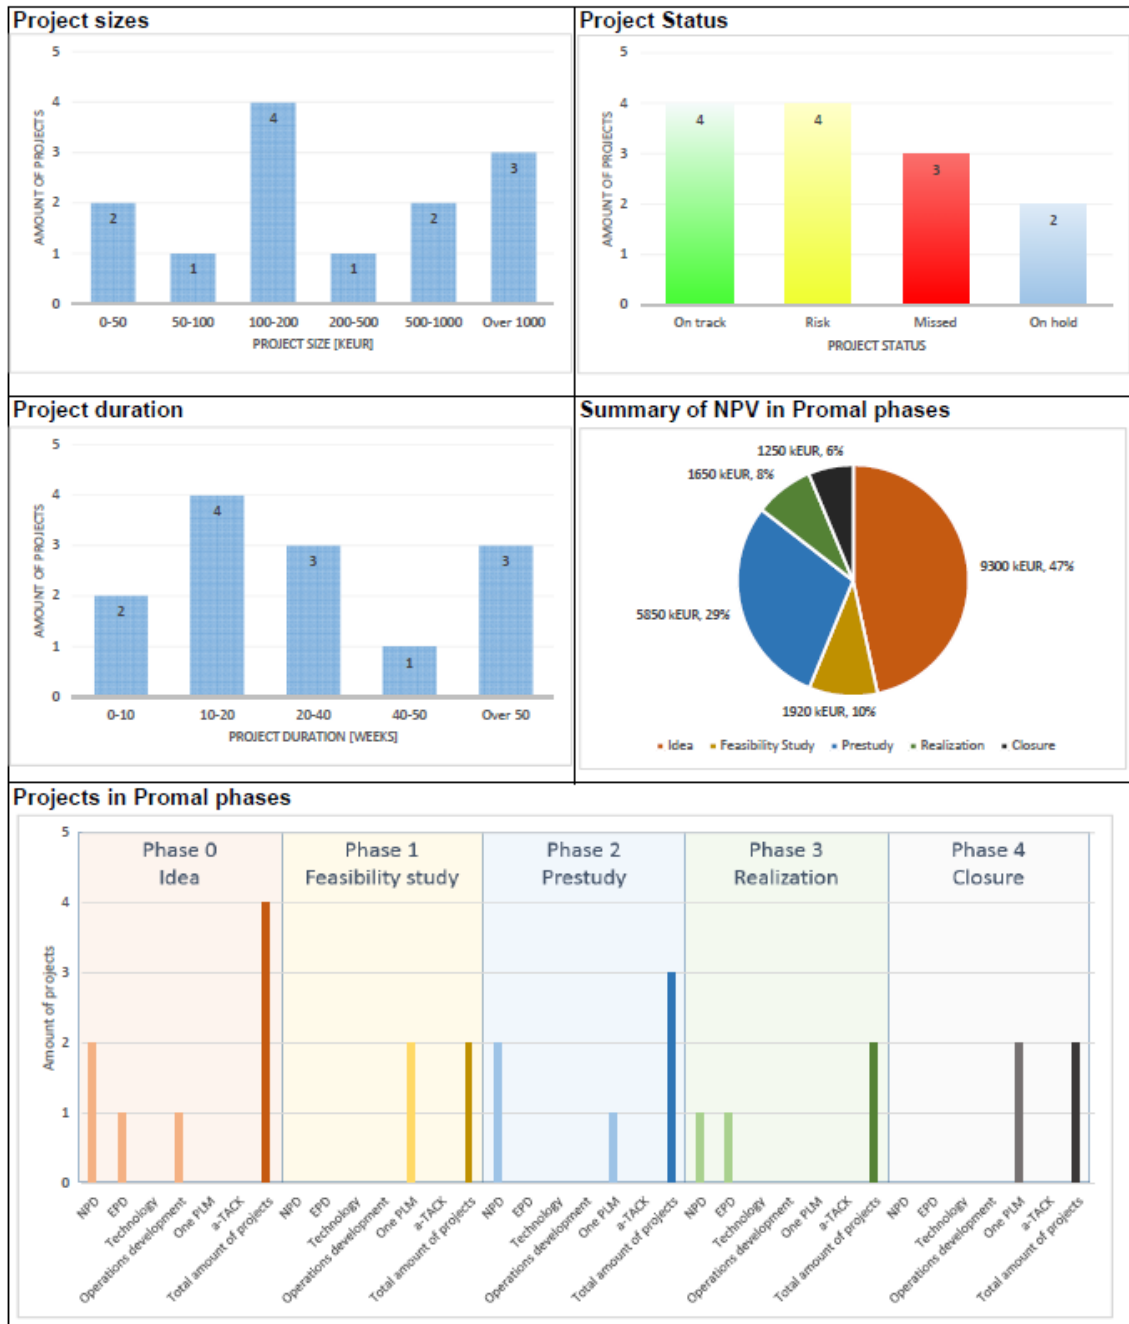 Project sizes
5
4
3
2
1
0
AMOUNT OF PROJECTS
2
1
4
1
2
3
0-50 50-100 100-200 200-500 500-1000 Over 1000
PROJECT SIZE [KEUR]
Project Status
5
4
3
2
1
0
AMOUNT OF PROJECTS
4
4
3
2
On track Risk Missed On hold
PROJECT STATUS
Project duration
5
4
3
2
1
0
AMOUNT OF PROJECTS
2
4
3
1
3
0-10 10-20 20-40 40-50 Over 50
PROJECT DURATION [WEEKS]
Summary of NPV in Promal phases
1250 kEUR, 6%
1650 kEUR, 8%
9300 kEUR, 47%
5850 kEUR, 29%
1920 kEUR, 10%
Idea Feasibility Study Prestudy Realization Closure
Projects in Promal phases
5
4
3
2
1
0
Amount of projects
Phase 0
Idea
Phase 1
Feasibility study
Phase 2
Prestudy
Phase 3
Realization
Phase 4
Closure
NPD
EPD
Technology
Operations development
One PLM
a-TACK
Total amount of projects
NPD
EPD
Technology
Operations development
One PLM
a-TACK
Total amount of projects
NPD
EPD
Technology
Operations development
One PLM
a-TACK
Total amount of projects
NPD
EPD
Technology
Operations development
One PLM
a-TACK
Total amount of projects
NPD
EPD
Technology
Operations development
One PLM
a-TACK
Total amount of projects